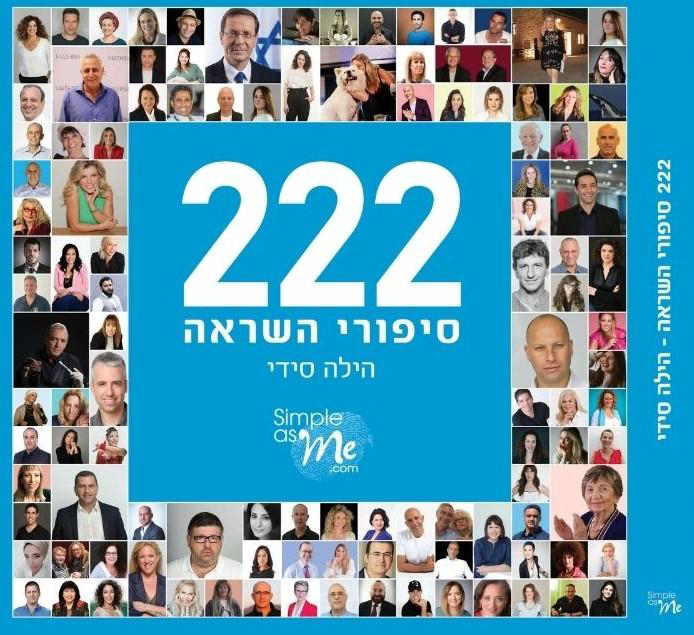 222
סיפורי השראה
הילה סידי
Simple
as Me
.com
222 סיפורי השראה - הילה סידי
Simple
as Me